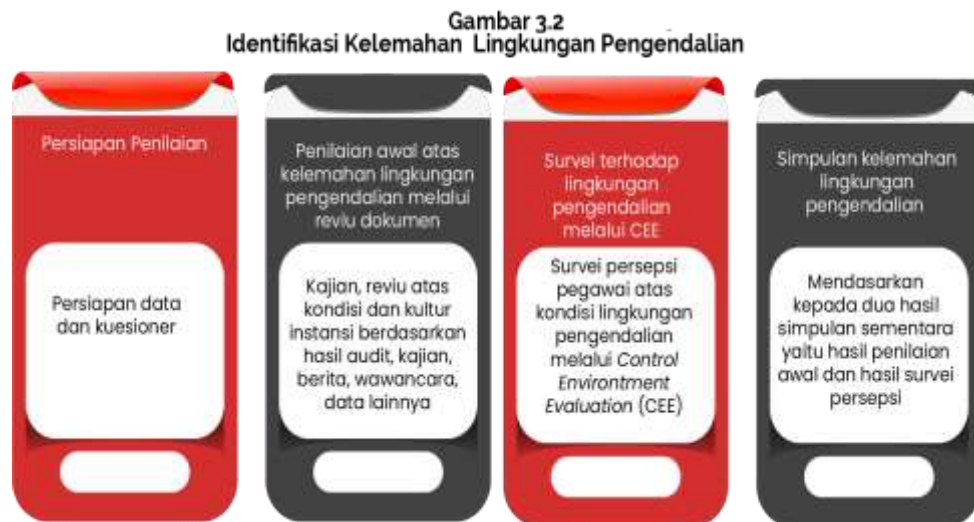 Gambar 3.2
Identifikasi Kelemahan Lingkungan Pengendalian
Persiapan Penilaian
Persiapan data
dan kuesioner
Penilaian awal atas
kelemahan lingkungan
pengendalian melalui
reviu dokumen
Kajian, reviu atas
kondisi dan kultur
instansi berdasarkan
hasil audit, kajian,
berita, wawancara,
data lainnya
Survei terhadap
lingkungan
pengendalian
melalui CEE
Survei persepsi
pegawai atas
kondisi lingkungan
pengendalian
melalui Control
Environtment
Evaluation (CEE)
Simpulan kelemahan
lingkungan
pengendalian
Mendasarkan
kepada dua hasil
simpulan sementara
yaitu hasil penilaian
awal dan hasil survei
persepsi